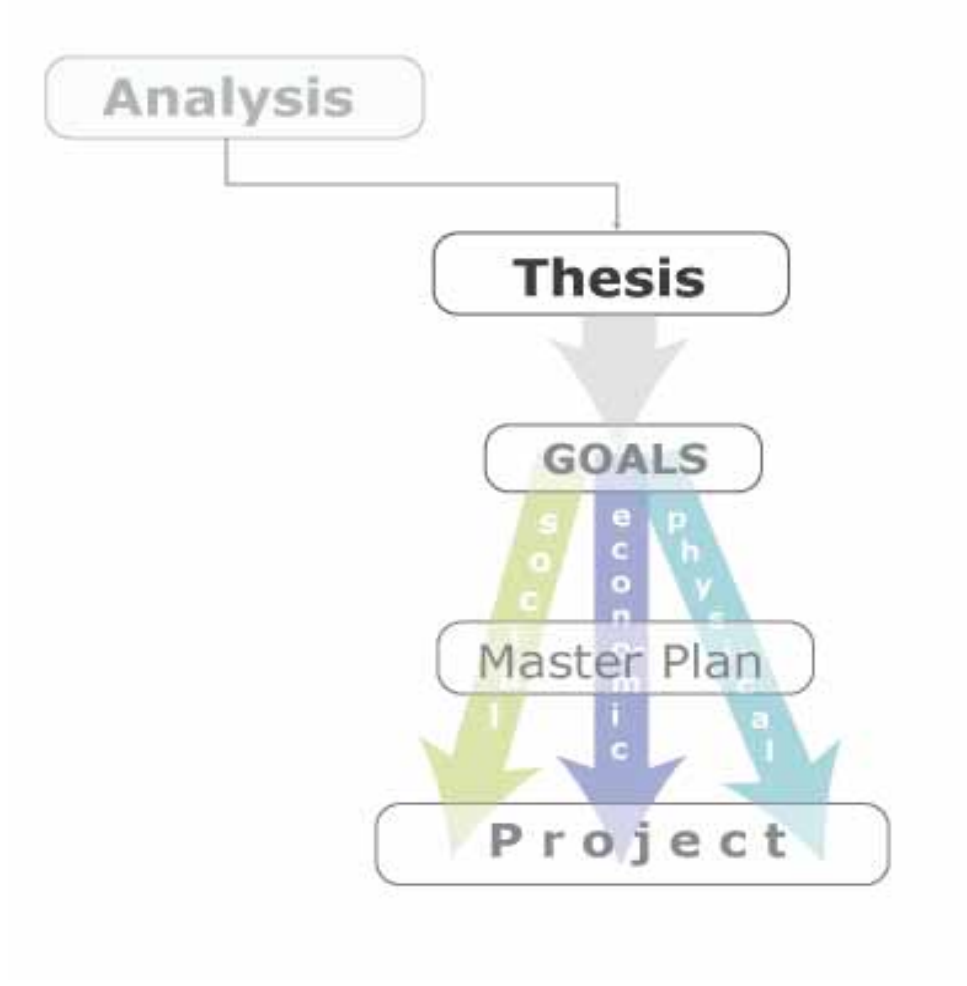 Analysis
Thesis
GOALS
social
economic
physical
Master Plan
Project